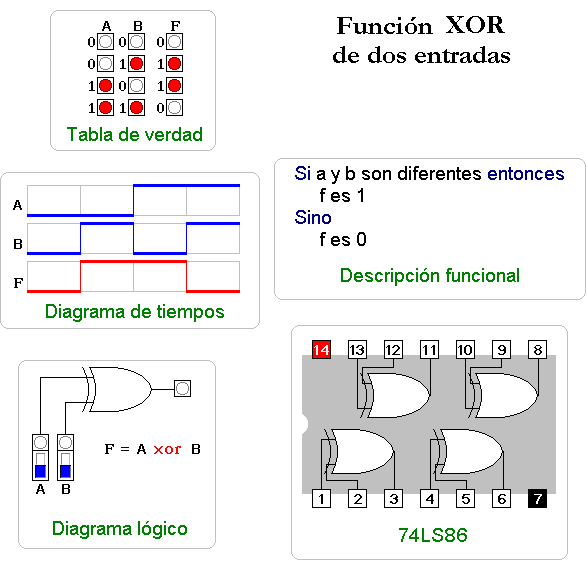 Función XOR
de dos entradas
A B F
0 0 0
0 1 1
1 0 1
1 1 0
Tabla de verdad
A
B
F
Diagrama de tiempos
Si a y b son diferentes entonces
f es 1
Sino
f es 0
Descripción funcional
A B
F = A xor B
Diagrama lógico
14 13 12 11 10 9 8
1 2 3 4 5 6 7
74LS86